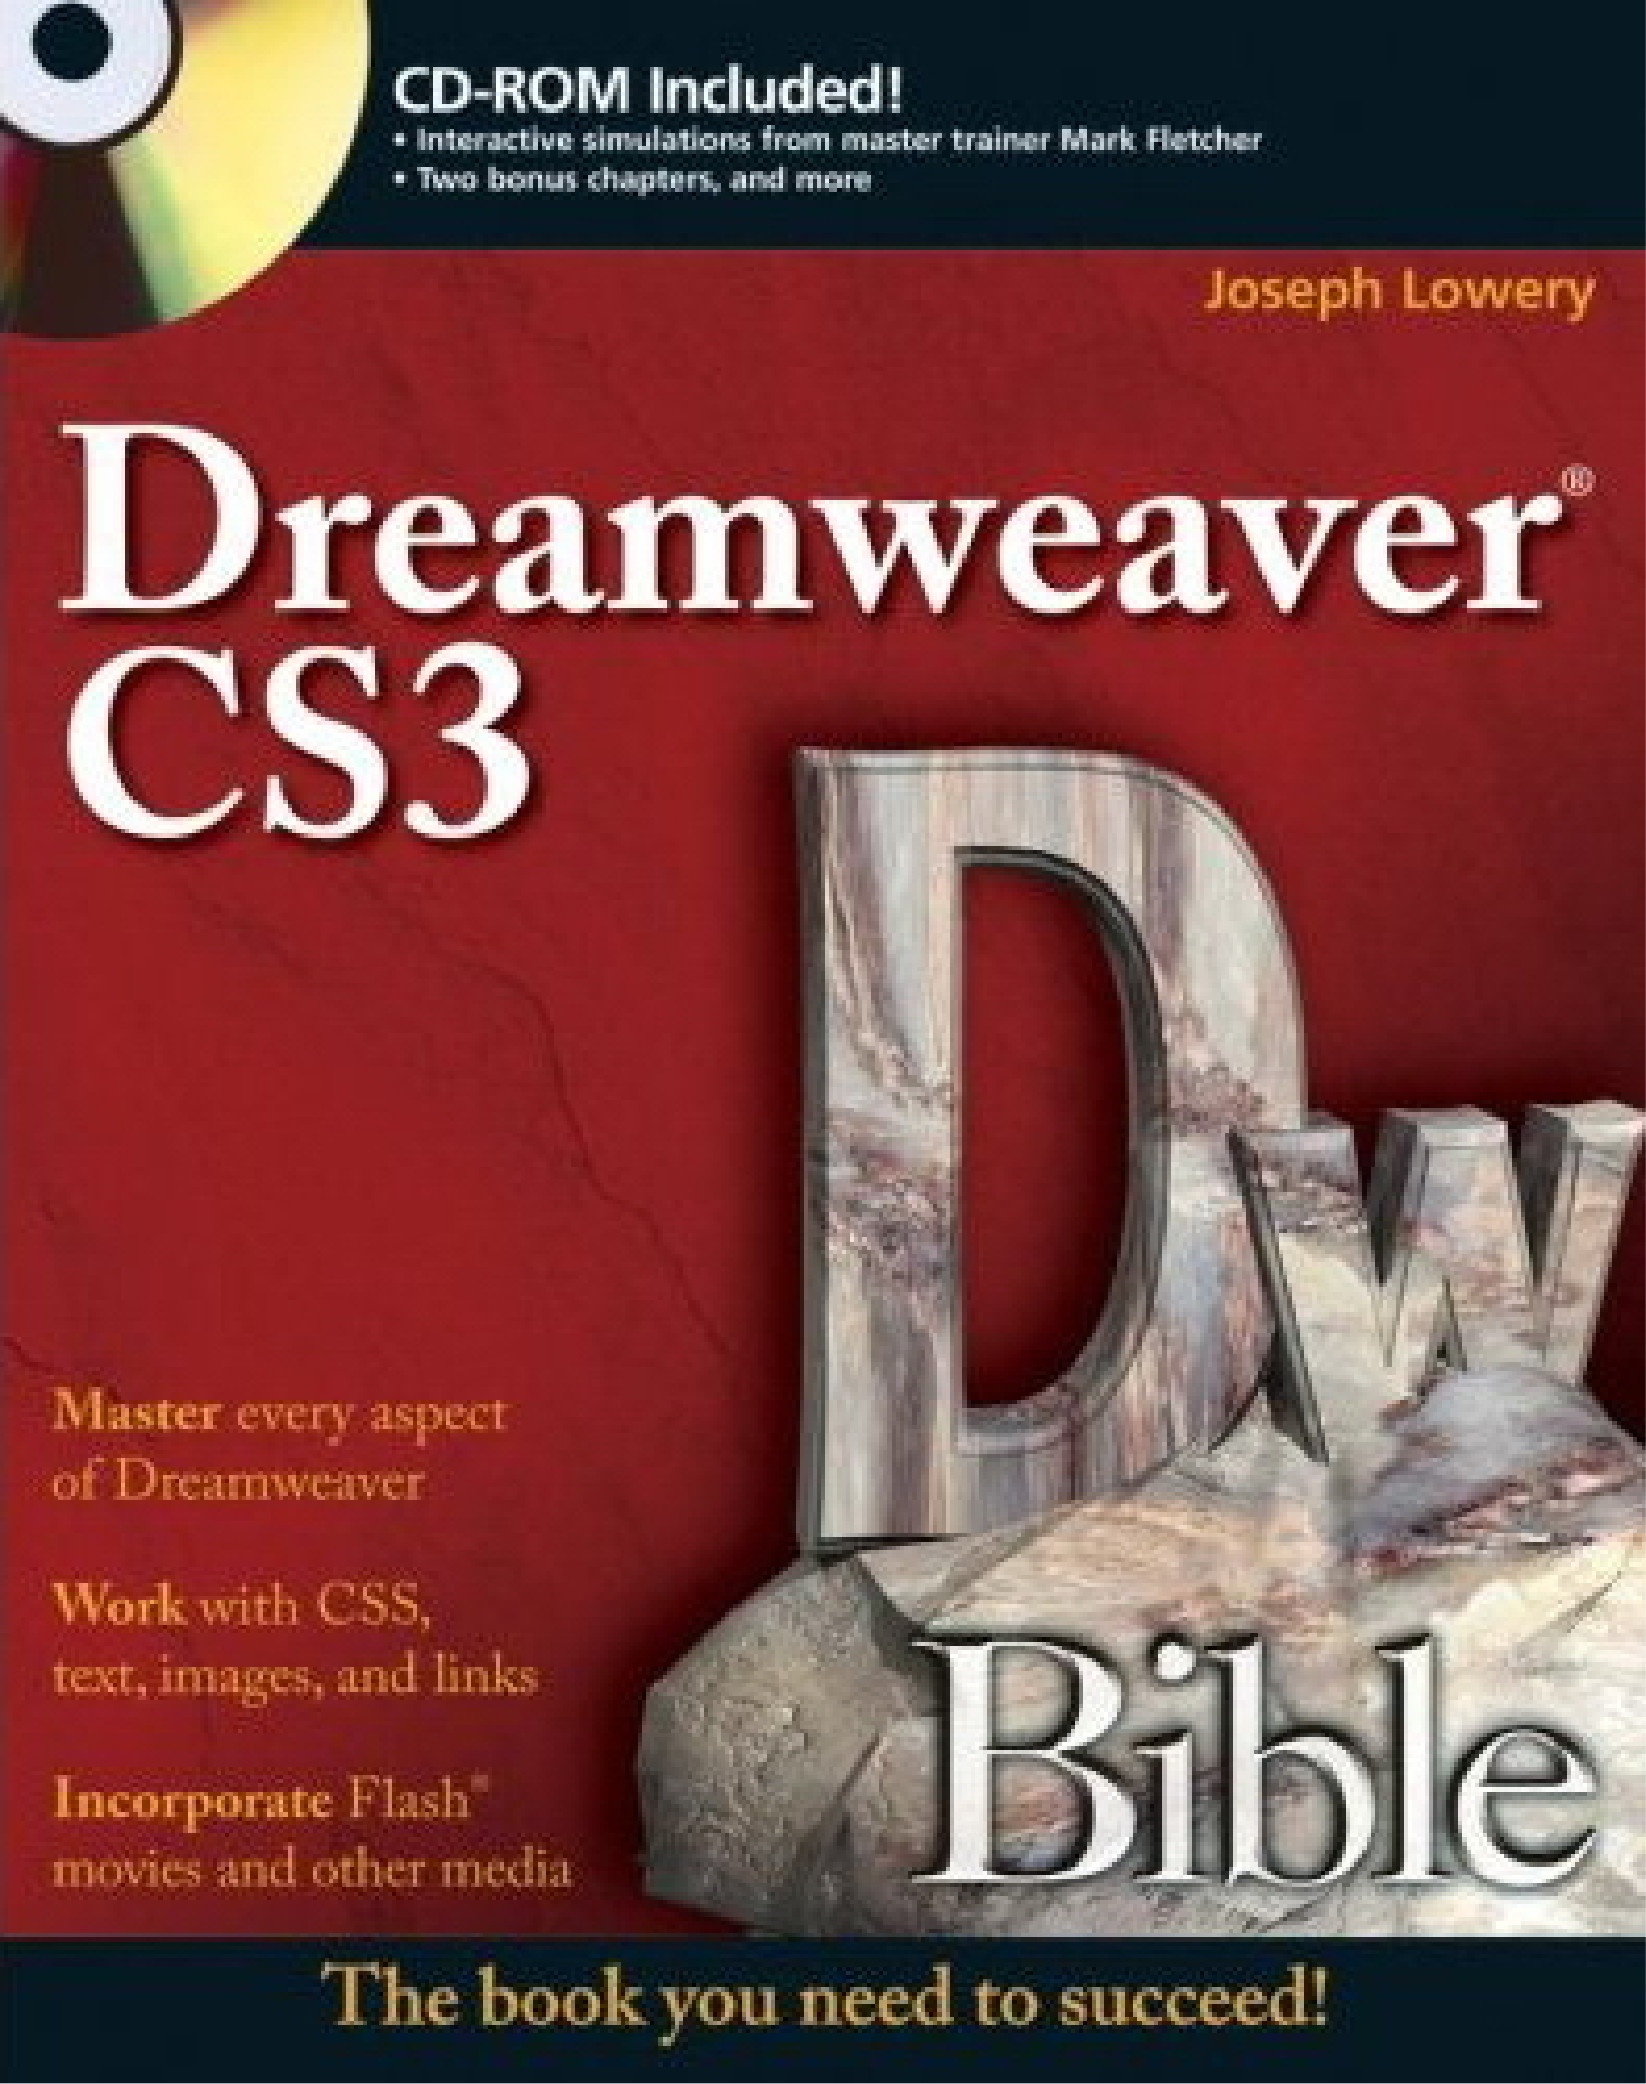 CD-ROM Included!
• Interactive simulations from master trainer Mark Fletcher
• Two bonus chapters, and more
Joseph Lowery
Dreamweaver®
CS3
Dw
Master every aspect
of Dreamweaver
Work with CSS,
text, images, and links
Incorporate Flash®
movies and other media
Bible
The book you need to succeed!